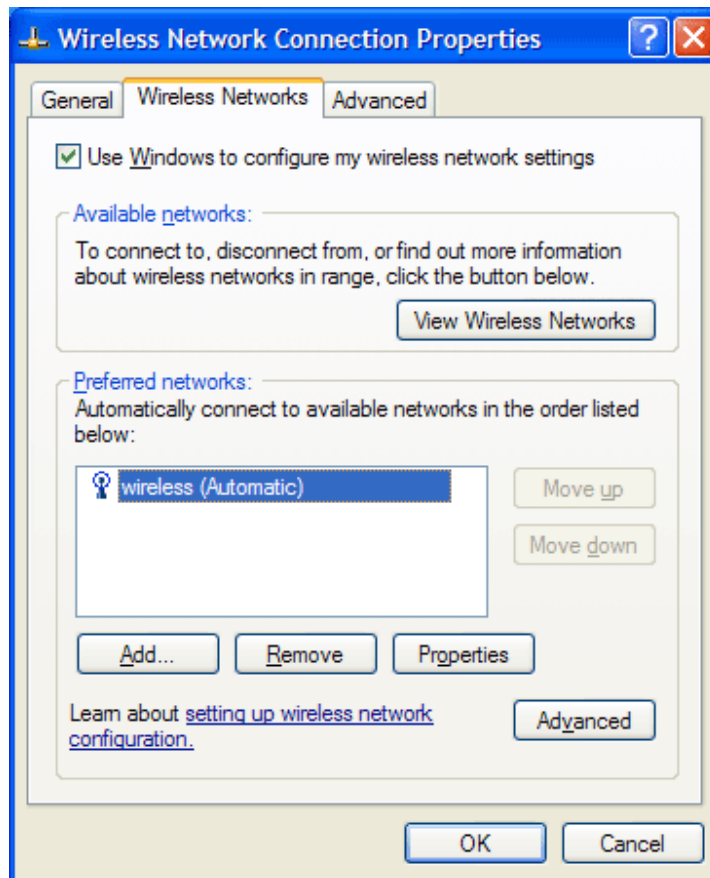 Wireless Network Connection Properties
?
General Wireless Networks Advanced
Use Windows to configure my wireless network settings
Available networks:
To connect to, disconnect from, or find out more information
about wireless networks in range, click the button below.
View Wireless Networks
Preferred networks:
Automatically connect to available networks in the order listed
below:
wireless (Automatic)
Move up
Move down
Add... Remove Properties
Learn about setting up wireless network
configuration.
Advanced
OK Cancel